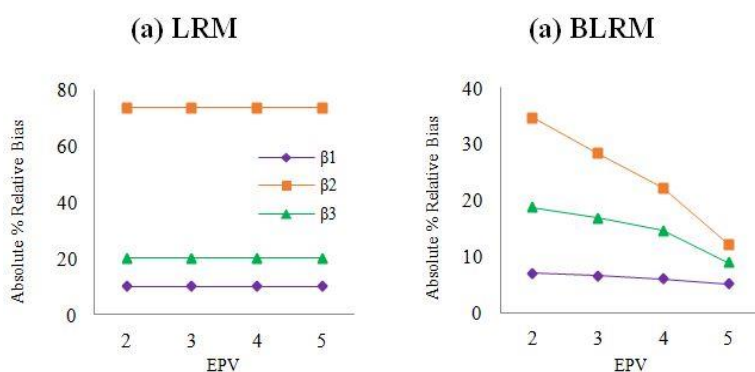 (a) LRM
Absolute % Relative Bias
80
60
40
20
0
β1
β2
β3
2 3 4 5
EPV
(a) BLRM
Absolute % Relative Bias
40
30
20
10
0
2 3 4 5
EPV